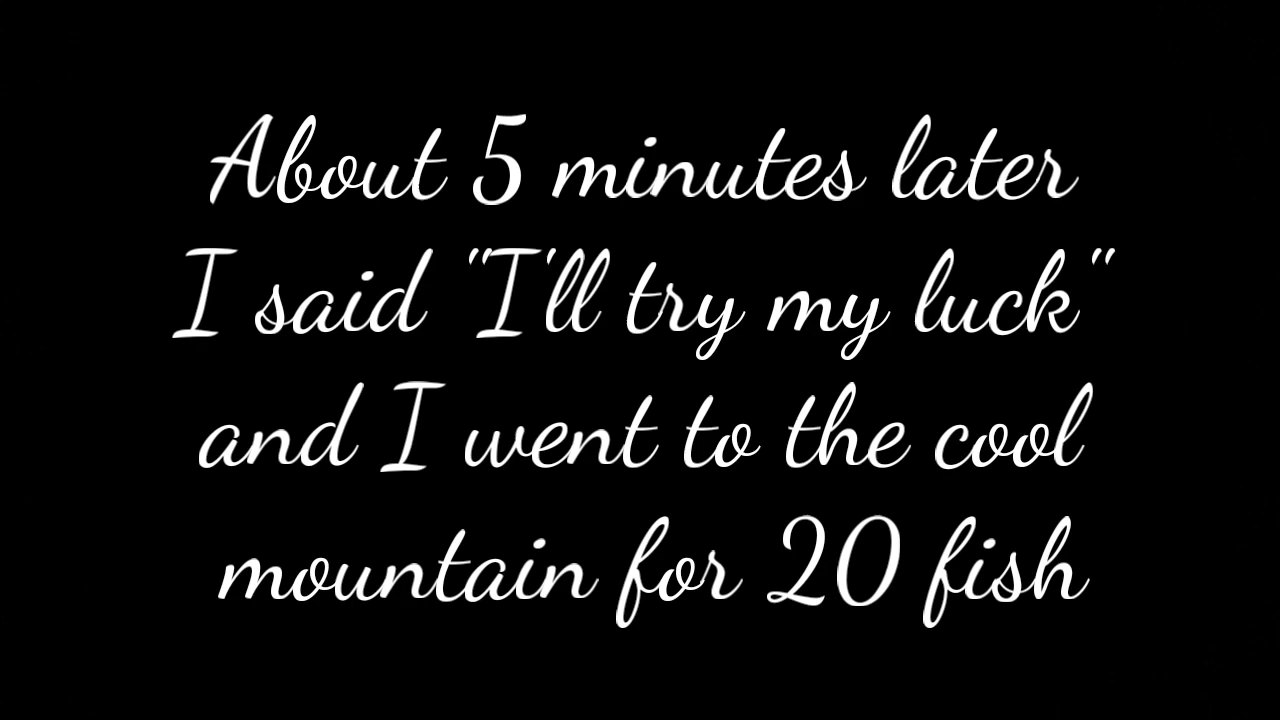 About 5 minutes later
I said "I'll try my luck"
and I went to the cool
mountain for 20 fish